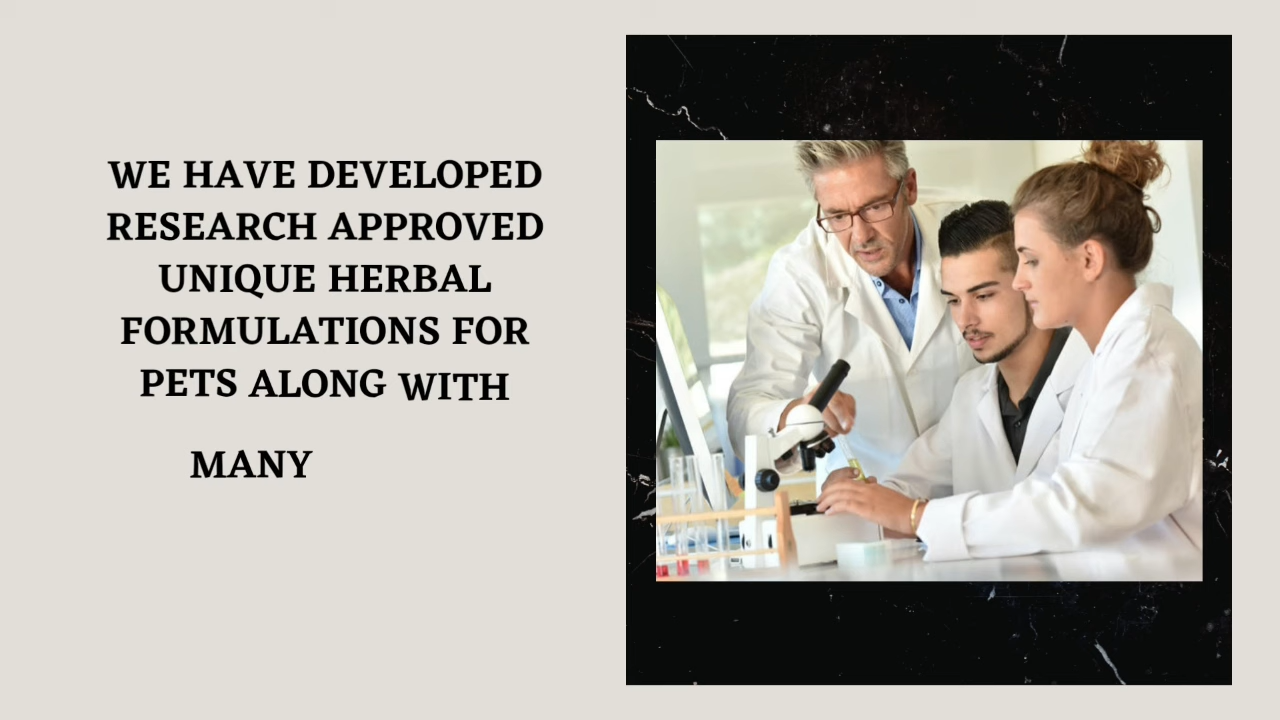 WE HAVE DEVELOPED
RESEARCH APPROVED
UNIQUE HERBAL
FORMULATIONS FOR
PETS ALONG WITH
MANY